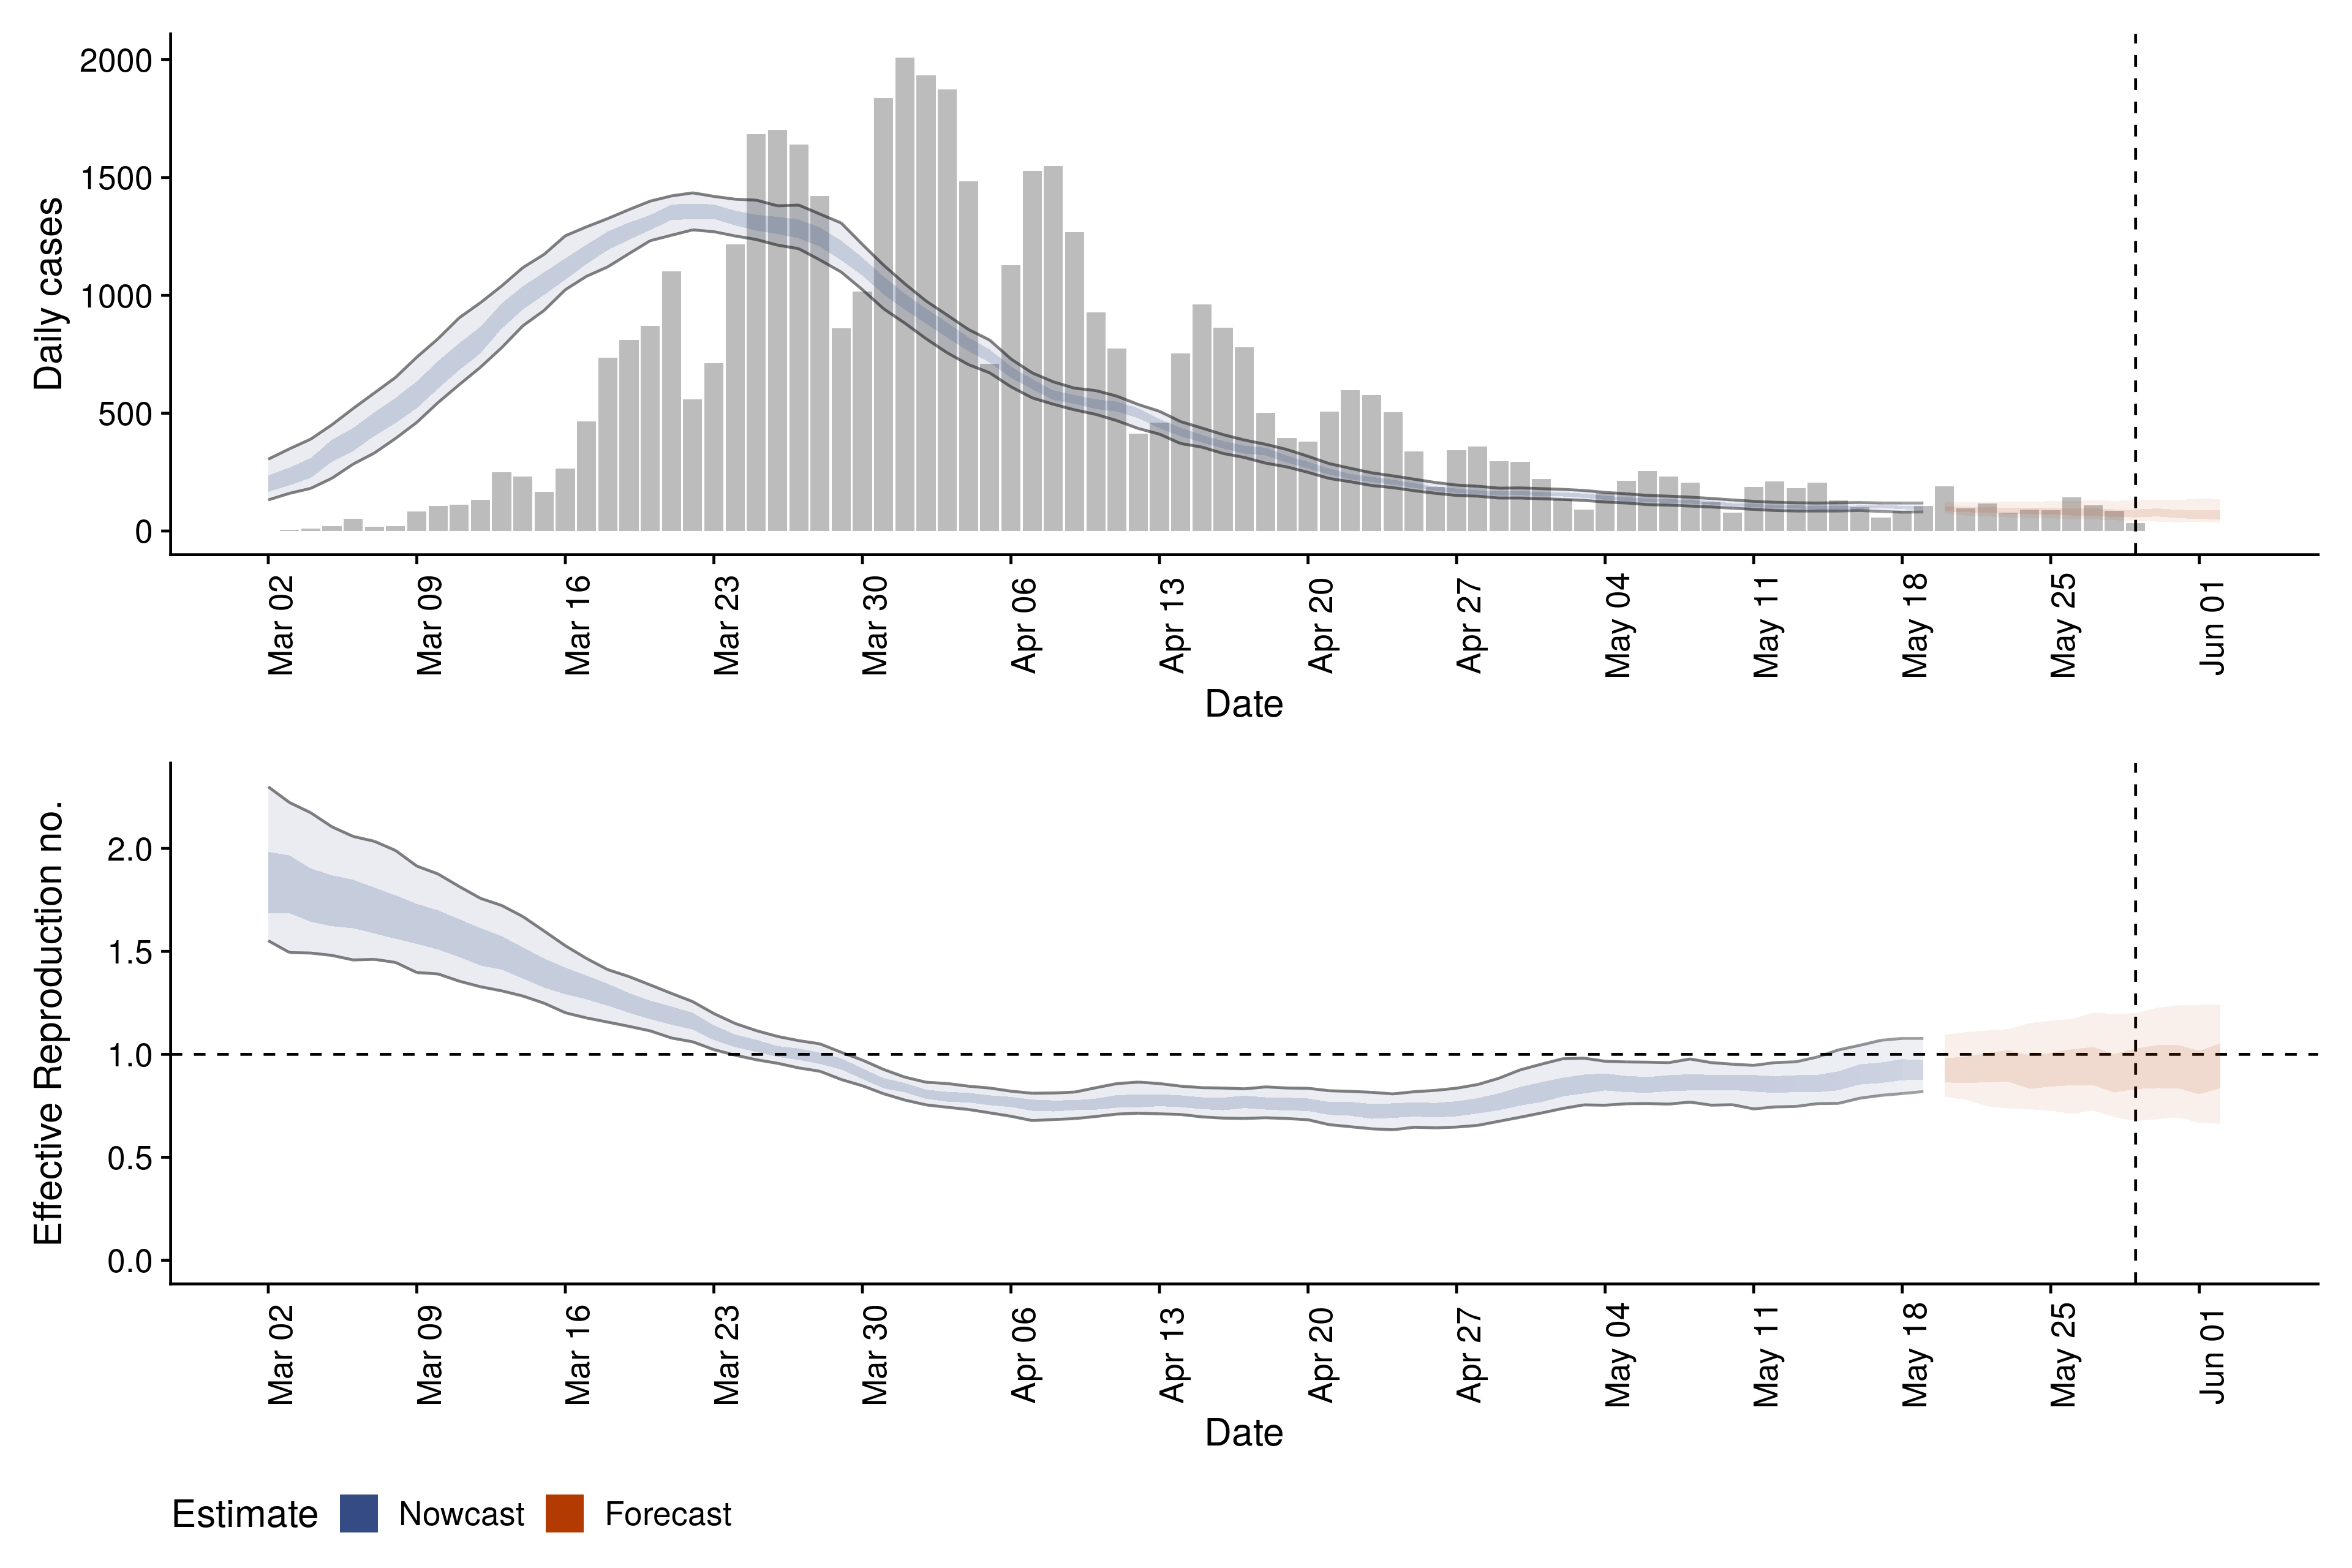 Daily cases
2000
1500
1000
500
0
Mar 02
Mar 09
Mar 16
Mar 23
Mar 30
Apr 06
Apr 13
Apr 20
Apr 27
May 04
May 11
May 18
May 25
Jun 01
Date
Effective Reproduction no.
2.0
1.5
1.0
0.5
0.0
Mar 02
Mar 09
Mar 16
Mar 23
Mar 30
Apr 06
Apr 13
Apr 20
Apr 27
May 04
May 11
May 18
May 25
Jun 01
Date
Estimate Nowcast Forecast